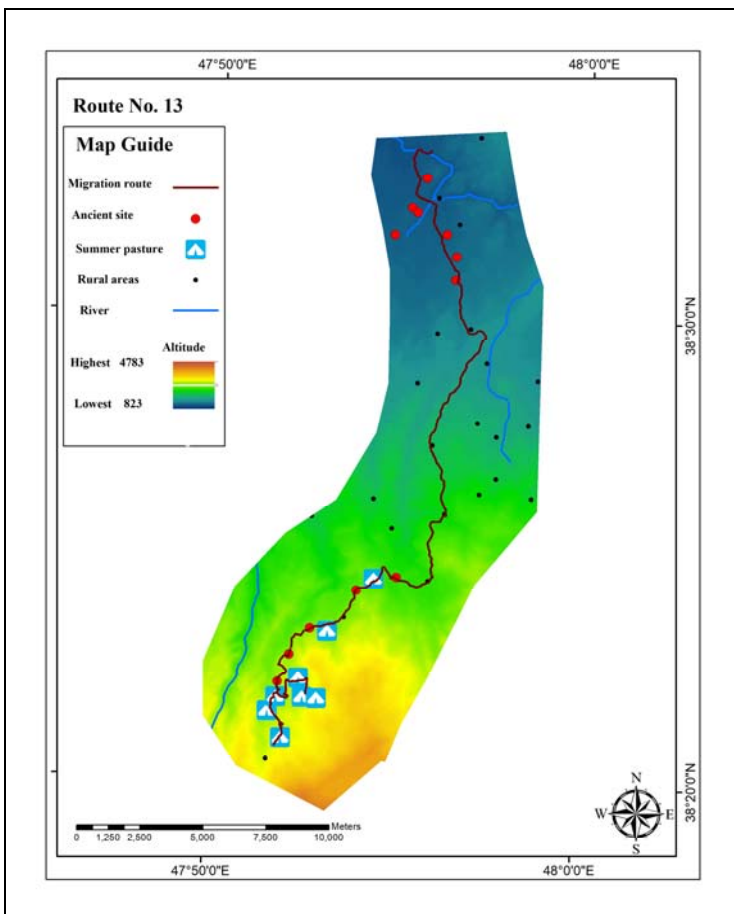 47°50'0"E 48°0'0"E
Route No. 13
Map Guide
Migration route
Ancient site
Summer pasture
Rural areas
River
Altitude
Highest 4783
Lowest 823
38°30'0"N
38°20'0"N
N
W E
S
Meters
0 1,250 2,500 5,000 7,500 10,000
47°50'0"E 48°0'0"E